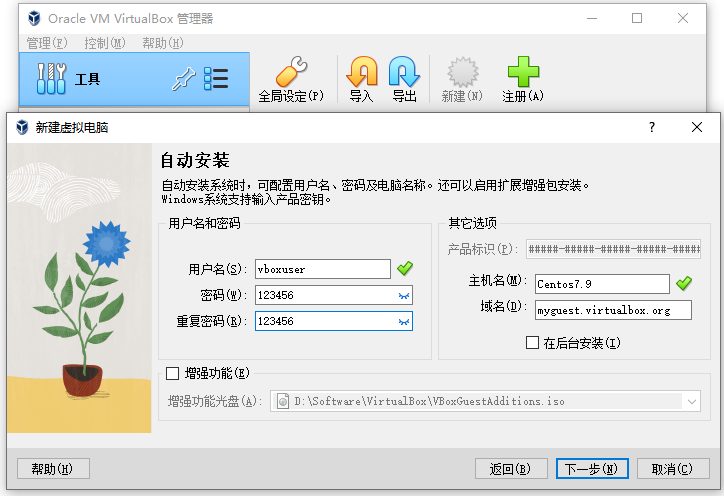 Oracle VM VirtualBox 管理器
管理(F) 控制(M) 帮助(H)
工具
全局设定(P) 导入 导出 新建(N) 注册(A)
新建虚拟电脑
自动安装
自动安装系统时，可配置用户名、密码及电脑名称。还可以启用扩展增强包安装。
Windows系统支持输入产品密钥。
用户名和密码
用户名(S): vboxuser
密码(W): 123456
重复密码(R): 123456
其它选项
产品标识(P): #####-#####-#####-#####-#####
主机名(M): Centos7.9
域名(D): myguest.virtualbox.org
在后台安装(I)
增强功能(E)
增强功能光盘(A): D:\Software\VirtualBox\VBoxGuestAdditions.iso
帮助(H) 返回(B) 下一步(N) 取消(C)